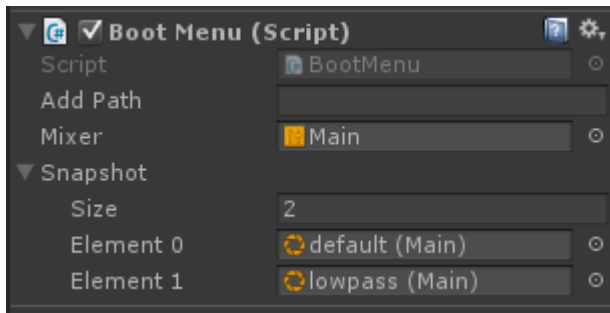 Boot Menu (Script)
Script BootMenu
Add Path
Mixer Main
Snapshot
Size 2
Element 0 default (Main)
Element 1 lowpass (Main)